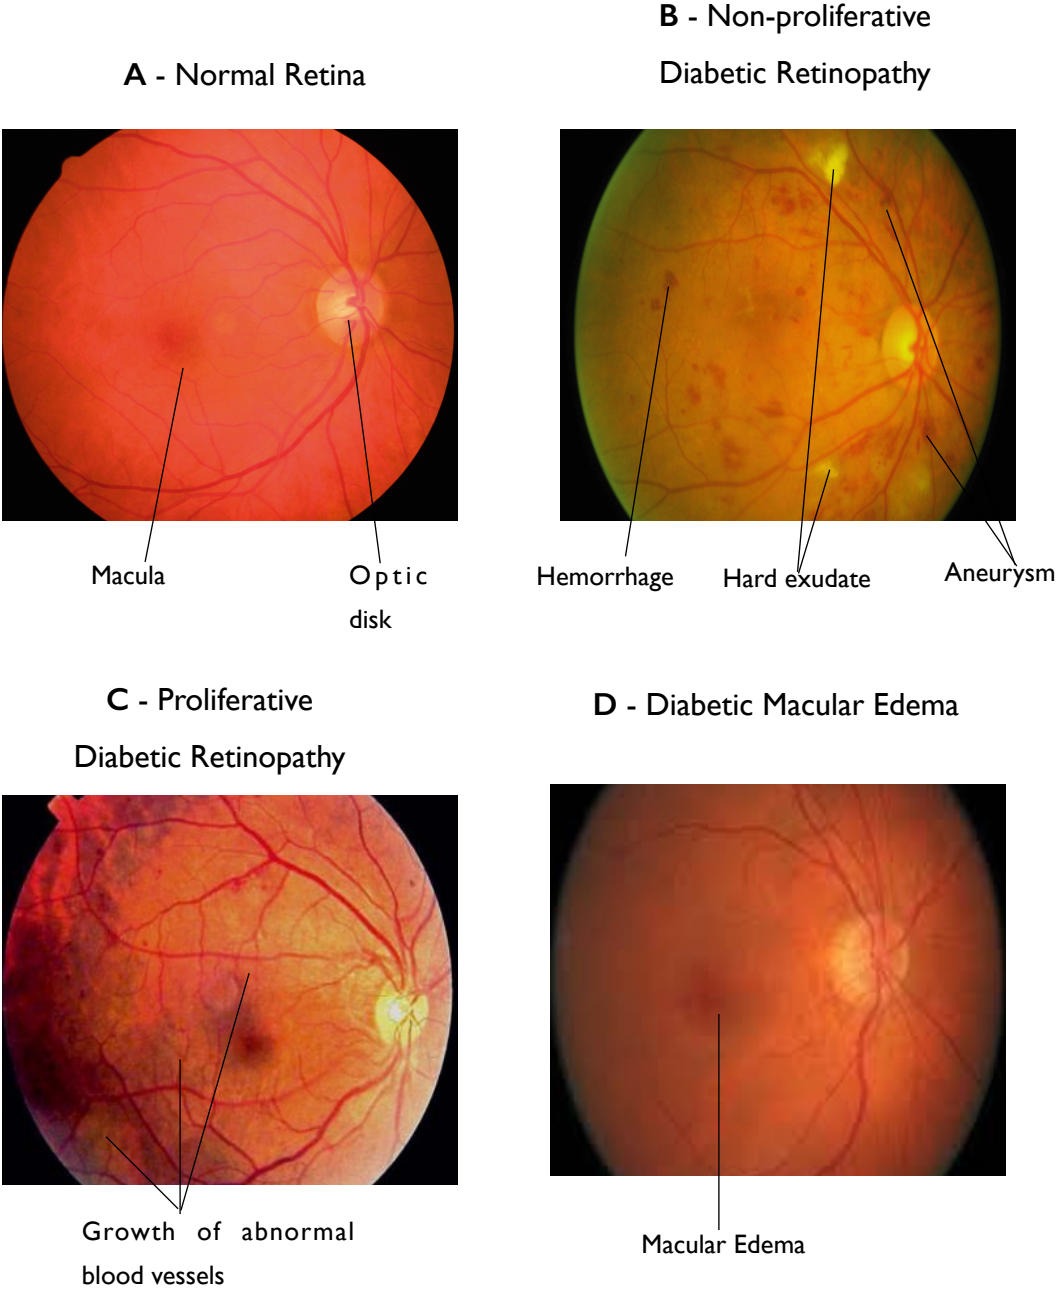 A - Normal Retina
B - Non-proliferative
Diabetic Retinopathy
Macula
Optic
disk
Hemorrhage
Hard exudate
Aneurysm
C - Proliferative
Diabetic Retinopathy
D - Diabetic Macular Edema
Growth of abnormal
blood vessels
Macular Edema